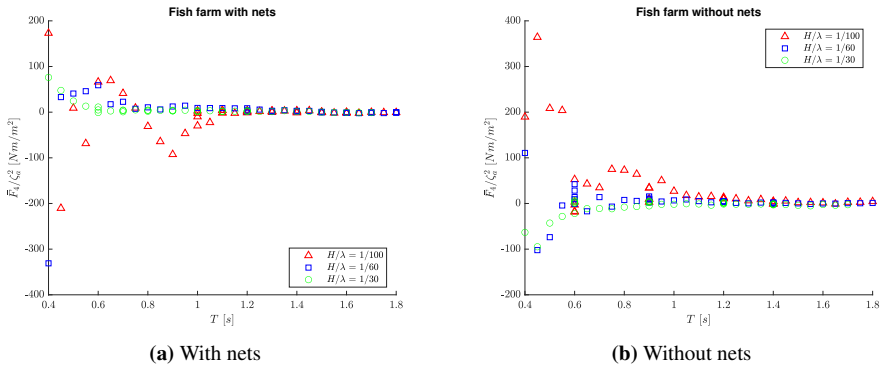 Fish farm with nets
200
100
0
-100
-200
-300
-400
F̄₄/ζₐ² [Nm/m²]
H/λ = 1/100
H/λ = 1/60
H/λ = 1/30
0.4 0.6 0.8 1 1.2 1.4 1.6 1.8
T [s]
(a) With nets
Fish farm without nets
400
300
200
100
0
-100
-200
F̄₄/ζₐ² [Nm/m²]
H/λ = 1/100
H/λ = 1/60
H/λ = 1/30
0.4 0.6 0.8 1 1.2 1.4 1.6 1.8
T [s]
(b) Without nets